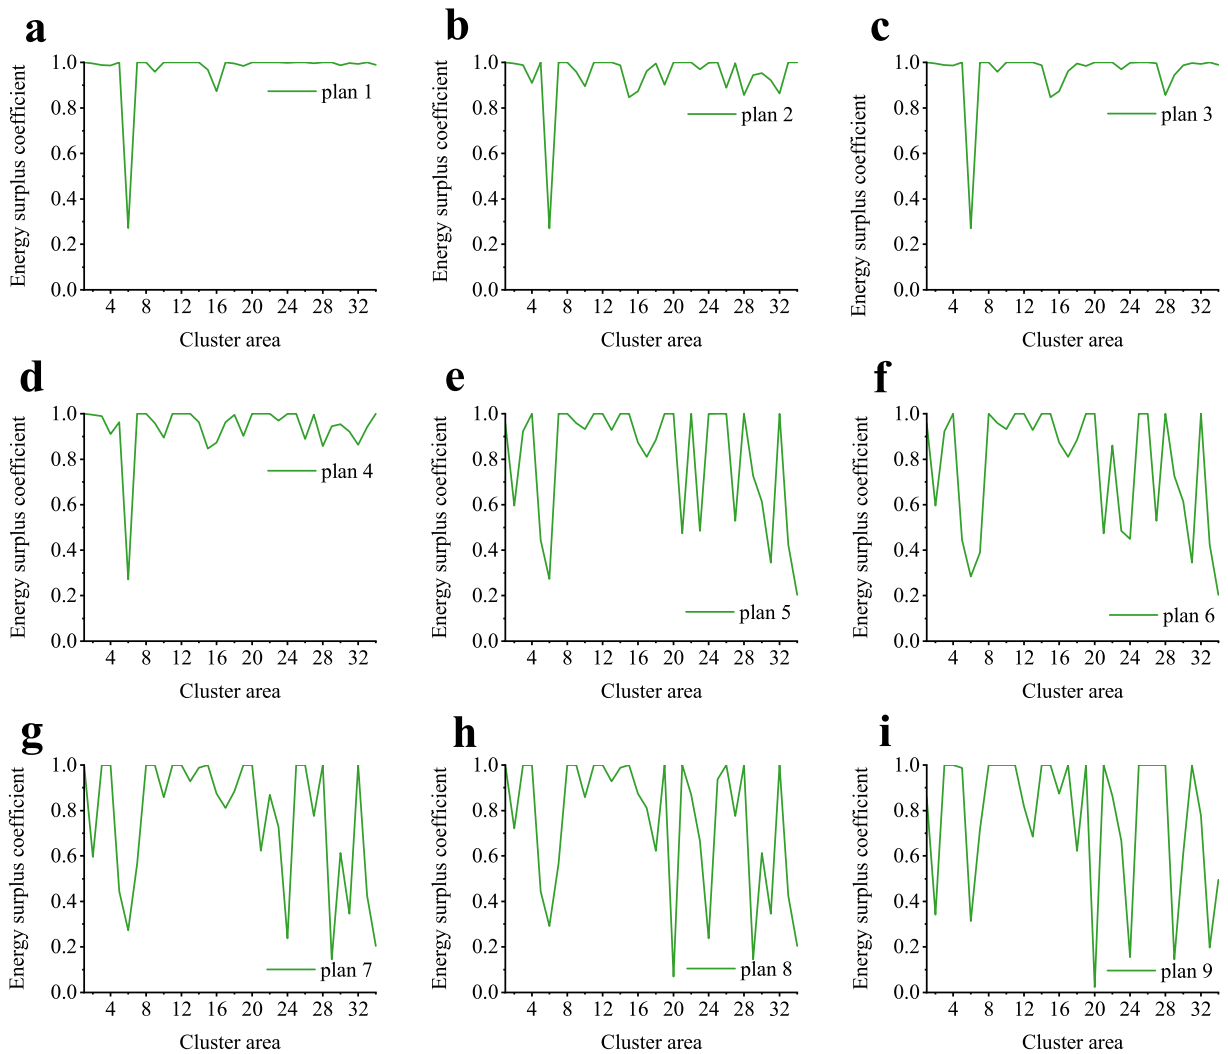 a
Energy surplus coefficient
1.0
0.8
0.6
0.4
0.2
0.0
plan 1
4 8 12 16 20 24 28 32
Cluster area
b
Energy surplus coefficient
1.0
0.8
0.6
0.4
0.2
0.0
plan 2
4 8 12 16 20 24 28 32
Cluster area
c
Energy surplus coefficient
1.0
0.8
0.6
0.4
0.2
0.0
plan 3
4 8 12 16 20 24 28 32
Cluster area
d
Energy surplus coefficient
1.0
0.8
0.6
0.4
0.2
0.0
plan 4
4 8 12 16 20 24 28 32
Cluster area
e
Energy surplus coefficient
1.0
0.8
0.6
0.4
0.2
0.0
plan 5
4 8 12 16 20 24 28 32
Cluster area
f
Energy surplus coefficient
1.0
0.8
0.6
0.4
0.2
0.0
plan 6
4 8 12 16 20 24 28 32
Cluster area
g
Energy surplus coefficient
1.0
0.8
0.6
0.4
0.2
0.0
plan 7
4 8 12 16 20 24 28 32
Cluster area
h
Energy surplus coefficient
1.0
0.8
0.6
0.4
0.2
0.0
plan 8
4 8 12 16 20 24 28 32
Cluster area
i
Energy surplus coefficient
1.0
0.8
0.6
0.4
0.2
0.0
plan 9
4 8 12 16 20 24 28 32
Cluster area